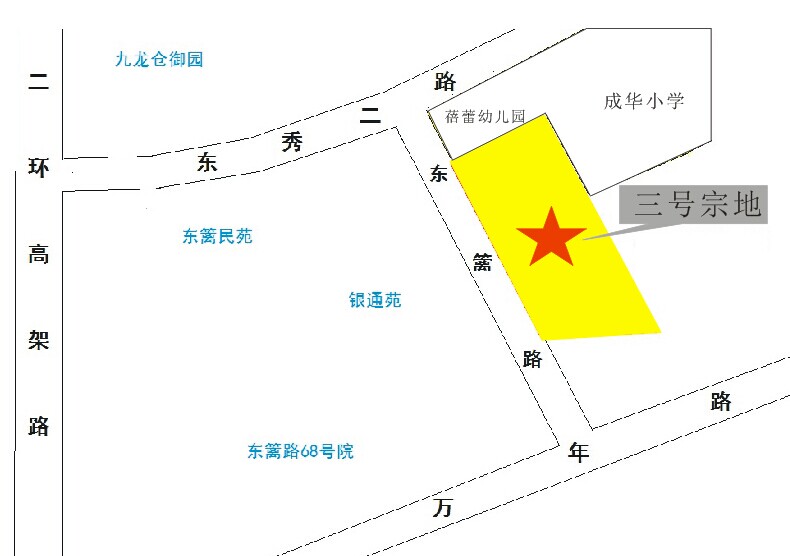 九龙仓御园
二环高架路
东秀二路
蓓蕾幼儿园
成华小学
三号宗地
东篱路
东篱民苑
银通苑
东篱路68号院
万年路